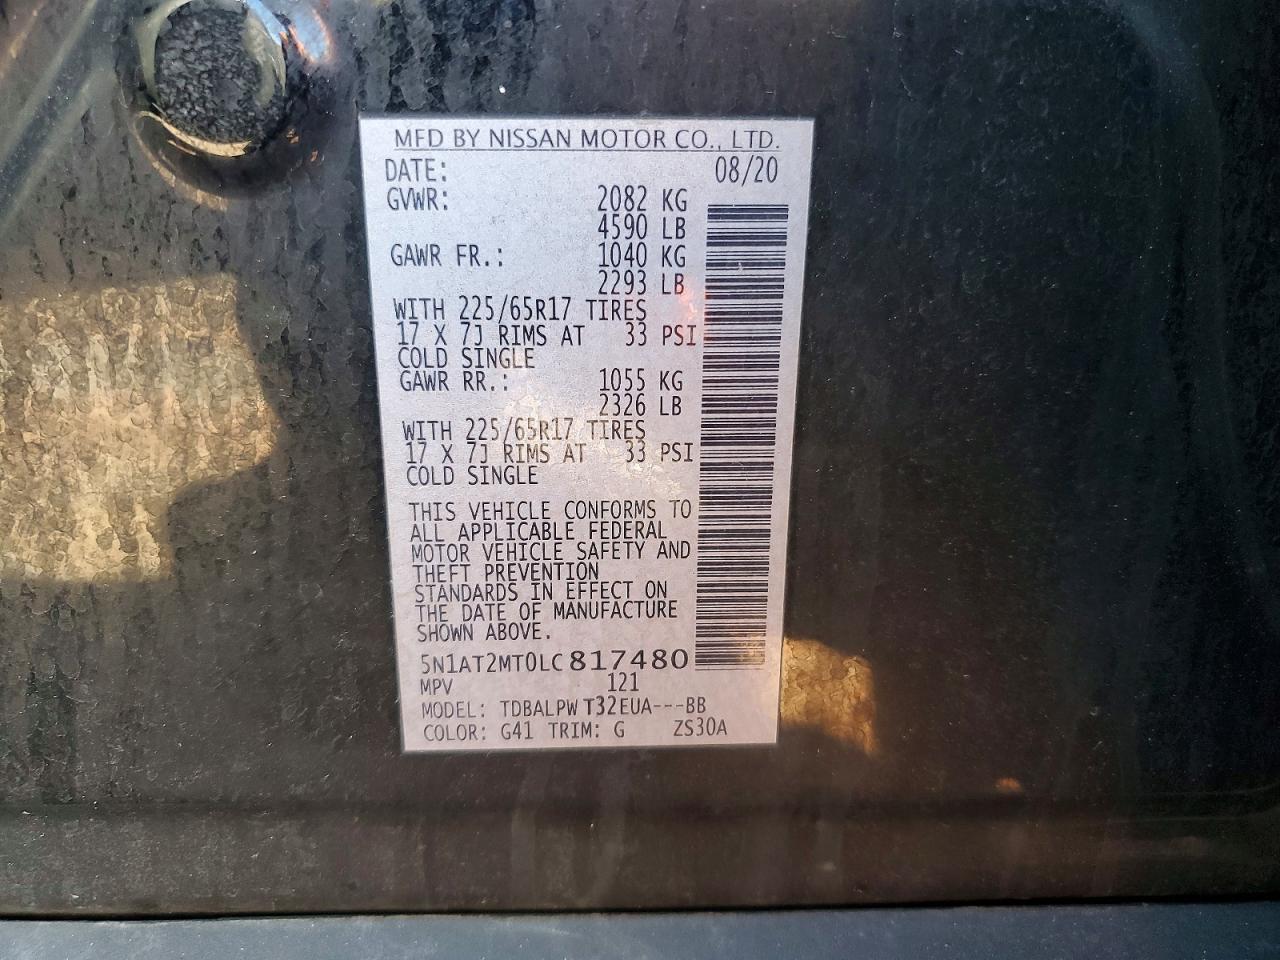 MFD BY NISSAN MOTOR CO., LTD.
DATE: 08/20
GVWR: 2082 KG
4590 LB
GAWR FR.: 1040 KG
2293 LB
WITH 225/65R17 TIRES
17 X 7J RIMS AT 33 PSI
COLD SINGLE
GAWR RR.: 1055 KG
2326 LB
WITH 225/65R17 TIRES
17 X 7J RIMS AT 33 PSI
COLD SINGLE
THIS VEHICLE CONFORMS TO
ALL APPLICABLE FEDERAL
MOTOR VEHICLE SAFETY AND
THEFT PREVENTION
STANDARDS IN EFFECT ON
THE DATE OF MANUFACTURE
SHOWN ABOVE.
5N1AT2MT0LC817480
MPV 121
MODEL: TDBALPWT32EUA---BB
COLOR: G41 TRIM: G ZS30A